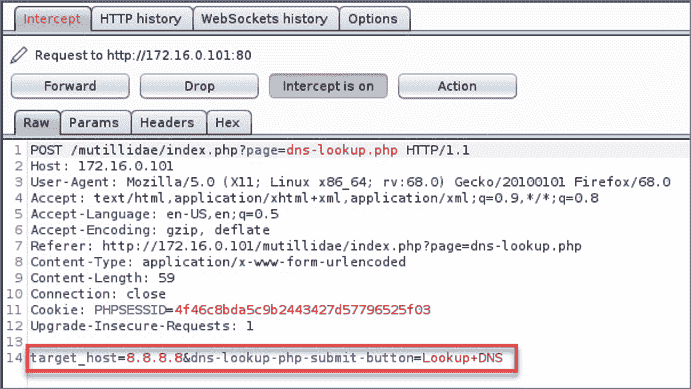 Intercept HTTP history WebSockets history Options
Request to http://172.16.0.101:80
Forward Drop Intercept is on Action
Raw Params Headers Hex
1 POST /mutillidae/index.php?page=dns-lookup.php HTTP/1.1
2 Host: 172.16.0.101
3 User-Agent: Mozilla/5.0 (X11; Linux x86_64; rv:68.0) Gecko/20100101 Firefox/68.0
4 Accept: text/html,application/xhtml+xml,application/xml;q=0.9,*/*;q=0.8
5 Accept-Language: en-US,en;q=0.5
6 Accept-Encoding: gzip, deflate
7 Referer: http://172.16.0.101/mutillidae/index.php?page=dns-lookup.php
8 Content-Type: application/x-www-form-urlencoded
9 Content-Length: 59
10 Connection: close
11 Cookie: PHPSESSID=4f46c8bda5c9b2443427d57796525f03
12 Upgrade-Insecure-Requests: 1
13
14 target_host=8.8.8.8&dns-lookup-php-submit-button=Lookup+DNS